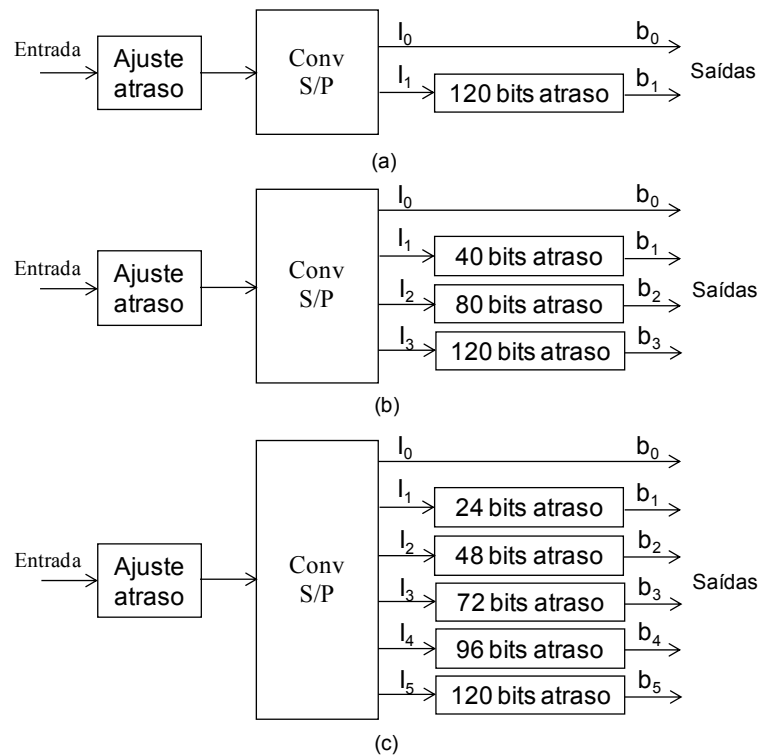 Entrada
Ajuste
atraso
Conv
S/P
I₀
b₀
I₁
120 bits atraso
b₁
Saídas
(a)
Entrada
Ajuste
atraso
Conv
S/P
I₀
b₀
I₁
40 bits atraso
b₁
I₂
80 bits atraso
b₂
I₃
120 bits atraso
b₃
Saídas
(b)
Entrada
Ajuste
atraso
Conv
S/P
I₀
b₀
I₁
24 bits atraso
b₁
I₂
48 bits atraso
b₂
I₃
72 bits atraso
b₃
I₄
96 bits atraso
b₄
I₅
120 bits atraso
b₅
Saídas
(c)